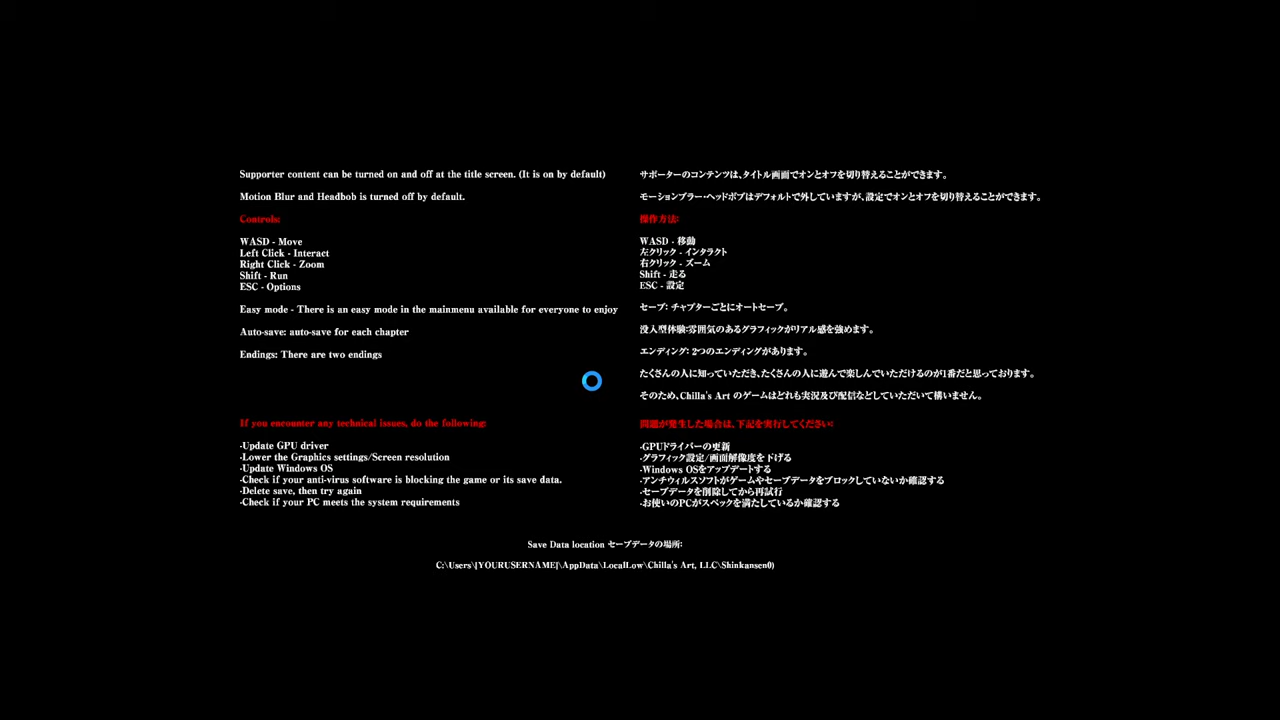 Supporter content can be turned on and off at the title screen. (It is on by default)
Motion Blur and Headbob is turned off by default.
Controls:
WASD - Move
Left Click - Interact
Right Click - Zoom
Shift - Run
ESC - Options
Easy mode - There is an easy mode in the mainmenu available for everyone to enjoy
Auto-save: auto-save for each chapter
Endings: There are two endings
If you encounter any technical issues, do the following:
-Update GPU driver
-Lower the Graphics settings/Screen resolution
-Update Windows OS
-Check if your anti-virus software is blocking the game or its save data.
-Delete save, then try again
-Check if your PC meets the system requirements
サポーターのコンテンツは、タイトル画面でオンとオフを切り替えることができます。
モーションブラー・ヘッドボブはデフォルトで外していますが、設定でオンとオフを切り替えることができます。
操作方法:
WASD - 移動
左クリック - インタラクト
右クリック - ズーム
Shift - 走る
ESC - 設定
セーブ: チャプターごとにオートセーブ。
没入型体験:雰囲気のあるグラフィックがリアル感を強めます。
エンディング: 2つのエンディングがあります。
たくさんの人に知っていただき、たくさんの人に遊んで楽しんでいただけるのが1番だと思っております。
そのため、Chilla's Art のゲームはどれも実況及び配信などしていただいて構いません。
問題が発生した場合は、下記を実行してください:
-GPUドライバーの更新
-グラフィック設定/画面解像度を下げる
-Windows OSをアップデートする
-アンチウィルスソフトがゲームやセーブデータをブロックしていないか確認する
-セーブデータを削除してから再試行
-お使いのPCがスペックを満たしているか確認する
Save Data location セーブデータの場所:
C:\Users\[YOURUSERNAME]\AppData\LocalLow\Chilla's Art, LLC\Shinkansen0)